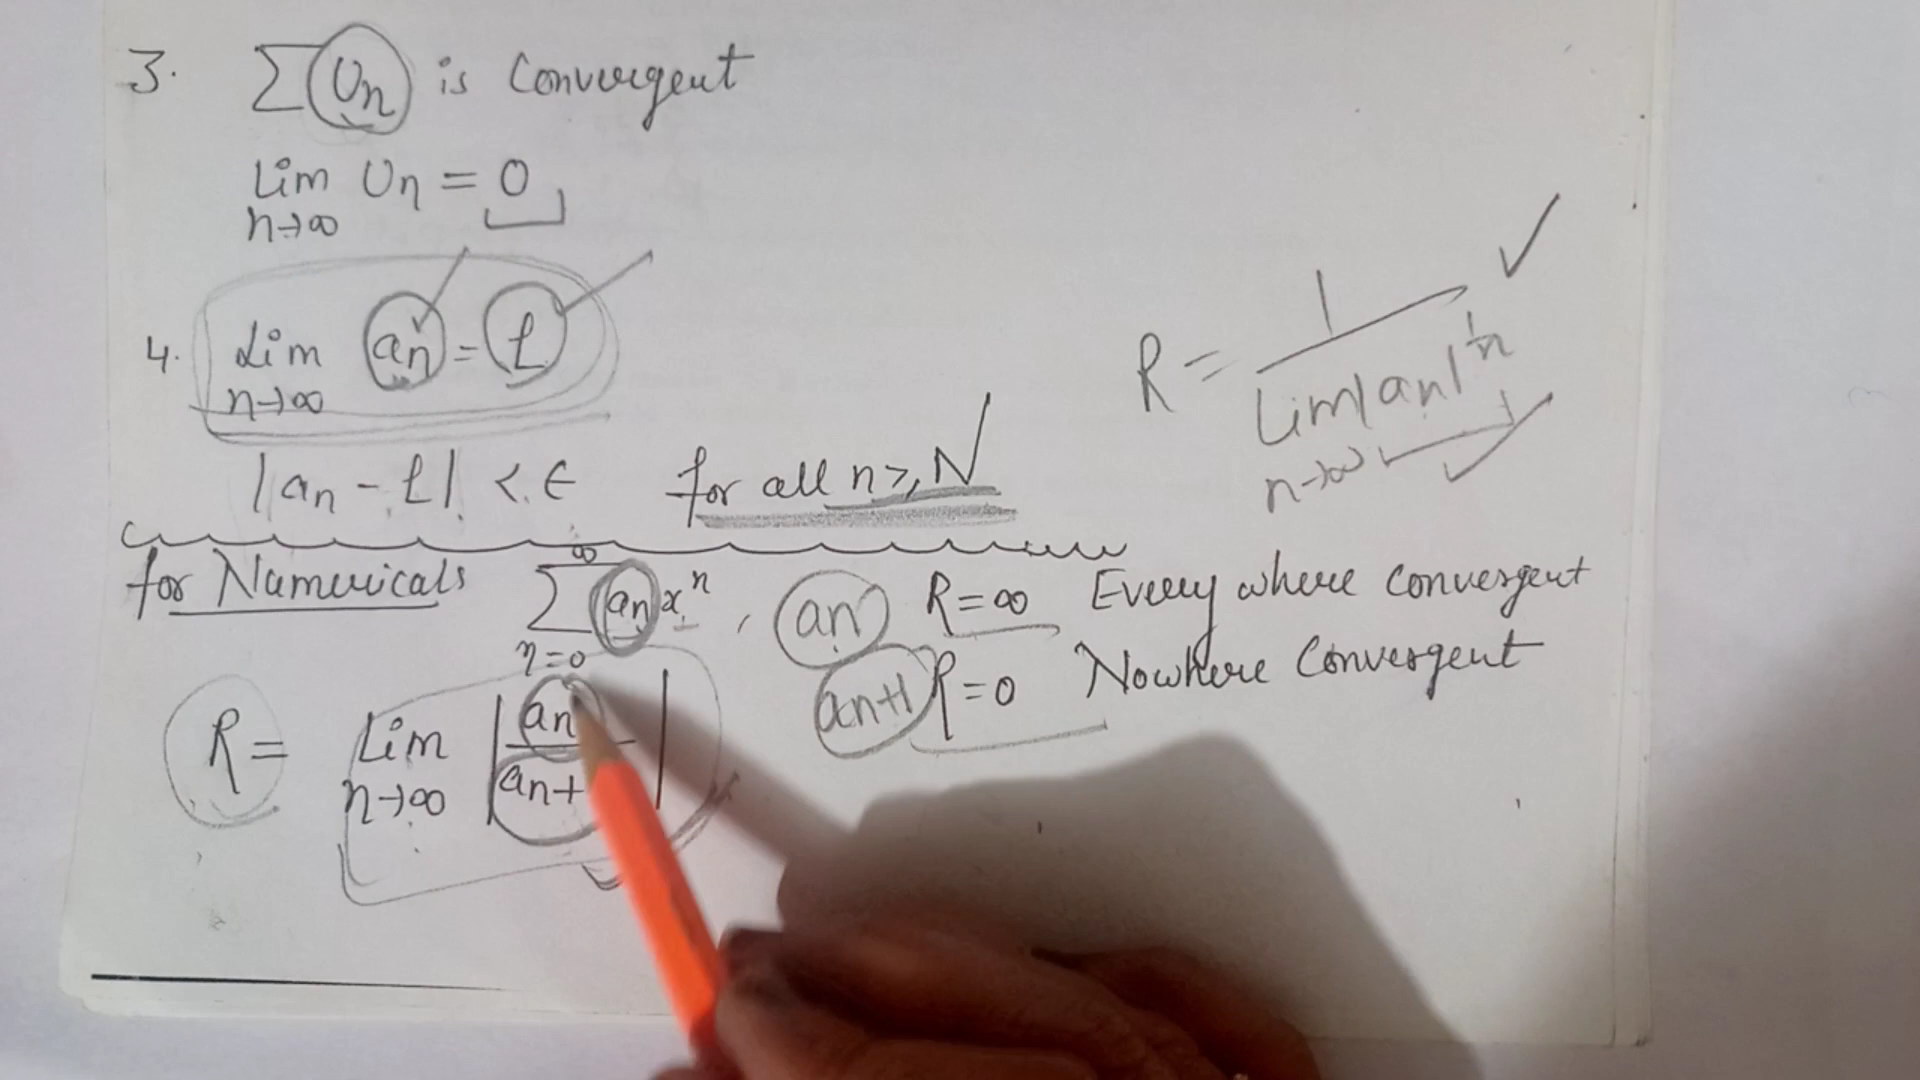 3. ∑Un is Convergent
Lim Un = 0
n→∞
4. Lim an = L
n→∞
|an - L| < ϵ for all n ≥ N
R = 1
Lim |an|^1/n
n→∞
for Numericals ∞
∑ an x^n , an R = ∞ Every where convergent
n=0
an+1 R = 0 Nowhere Convergent
R = Lim | an |
n→∞ an+